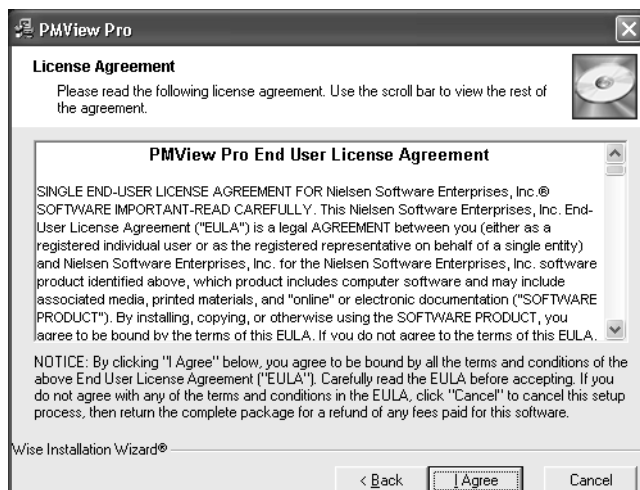 PMView Pro
License Agreement
Please read the following license agreement. Use the scroll bar to view the rest of
the agreement.
PMView Pro End User License Agreement
SINGLE END-USER LICENSE AGREEMENT FOR Nielsen Software Enterprises, Inc.®
SOFTWARE IMPORTANT-READ CAREFULLY. This Nielsen Software Enterprises, Inc. End-
User License Agreement ("EULA") is a legal AGREEMENT between you (either as a
registered individual user or as the registered representative on behalf of a single entity)
and Nielsen Software Enterprises, Inc. for the Nielsen Software Enterprises, Inc. software
product identified above, which product includes computer software and may include
associated media, printed materials, and "online" or electronic documentation ("SOFTWARE
PRODUCT"). By installing, copying, or otherwise using the SOFTWARE PRODUCT, you
agree to be bound by the terms of this EULA. If you do not agree to the terms of this EULA.
NOTICE: By clicking "I Agree" below, you agree to be bound by all the terms and conditions of the
above End User License Agreement ("EULA"). Carefully read the EULA before accepting. If you
do not agree with any of the terms and conditions in the EULA, click "Cancel" to cancel this setup
process, then return the complete package for a refund of any fees paid for this software.
Wise Installation Wizard®
< Back
I Agree
Cancel